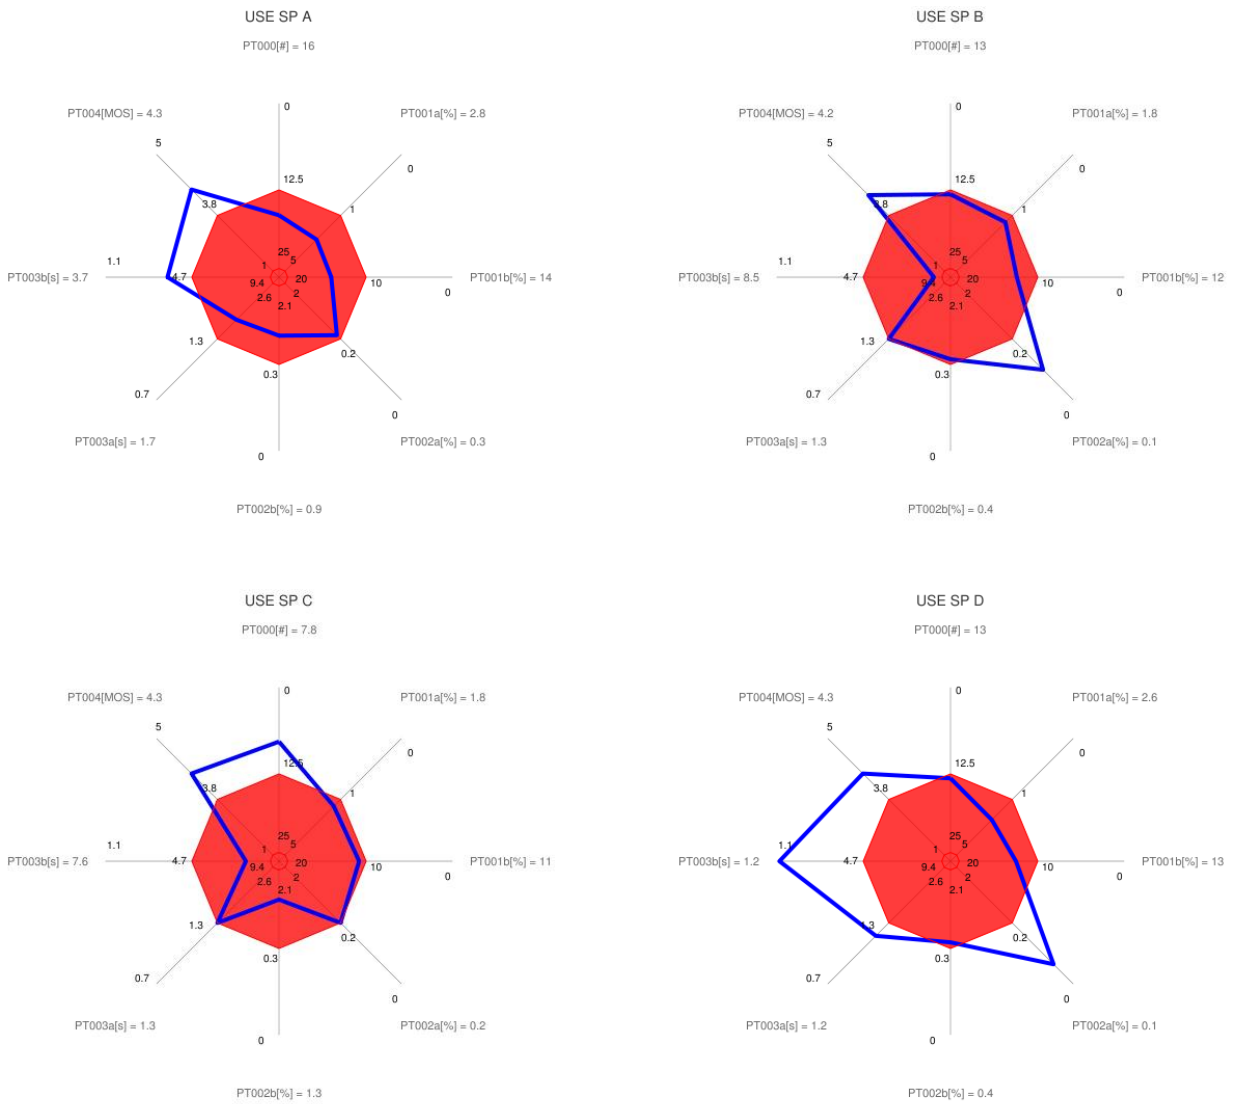 USE SP A
PT000[#] = 16
0
PT004[MOS] = 4.3
PT001a[%] = 2.8
5
0
12.5
3.8
1
25
5
1.1
1
PT003b[s] = 3.7
4.7
9.4
20
10
PT001b[%] = 14
0
2.6
2
2.1
1.3
0.2
0.3
0.7
0
PT003a[s] = 1.7
PT002a[%] = 0.3
0
PT002b[%] = 0.9
USE SP B
PT000[#] = 13
0
PT004[MOS] = 4.2
PT001a[%] = 1.8
5
0
12.5
3.8
1
25
5
1.1
1
PT003b[s] = 8.5
4.7
9.4
20
10
PT001b[%] = 12
0
2.6
2
2.1
1.3
0.2
0.3
0.7
0
PT003a[s] = 1.3
PT002a[%] = 0.1
0
PT002b[%] = 0.4
USE SP C
PT000[#] = 7.8
0
PT004[MOS] = 4.3
PT001a[%] = 1.8
5
0
12.5
3.8
1
25
5
1.1
1
PT003b[s] = 7.6
4.7
9.4
20
10
PT001b[%] = 11
0
2.6
2
2.1
1.3
0.2
0.3
0.7
0
PT003a[s] = 1.3
PT002a[%] = 0.2
0
PT002b[%] = 1.3
USE SP D
PT000[#] = 13
0
PT004[MOS] = 4.3
PT001a[%] = 2.6
5
0
12.5
3.8
1
25
5
1.1
1
PT003b[s] = 1.2
4.7
9.4
20
10
PT001b[%] = 13
0
2.6
2
2.1
1.3
0.2
0.3
0.7
0
PT003a[s] = 1.2
PT002a[%] = 0.1
0
PT002b[%] = 0.4